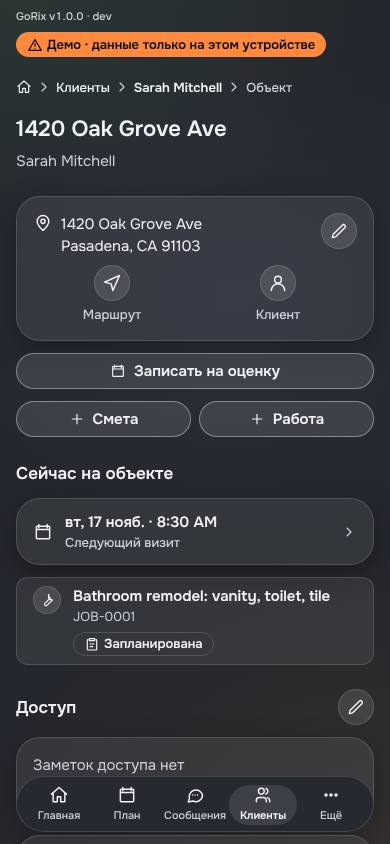 GoRix v1.0.0 · dev
Демо · данные только на этом устройстве
Клиенты > Sarah Mitchell > Объект
1420 Oak Grove Ave
Sarah Mitchell
1420 Oak Grove Ave
Pasadena, CA 91103
Маршрут Клиент
Записать на оценку
+ Смета + Работа
Сейчас на объекте
вт, 17 нояб. · 8:30 AM
Следующий визит
Bathroom remodel: vanity, toilet, tile
JOB-0001
Запланирована
Доступ
Заметок доступа нет
Главная План Сообщения Клиенты Ещё